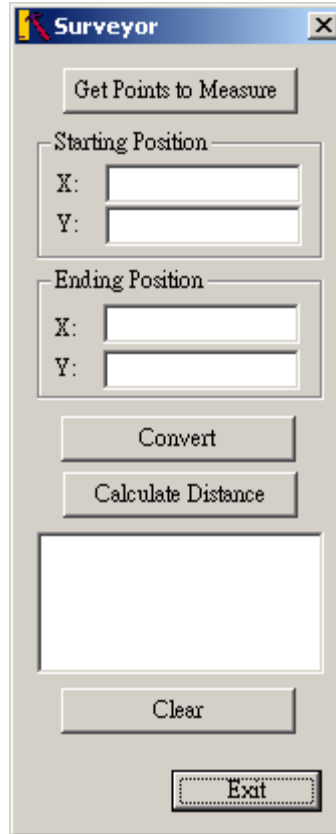 Surveyor
Get Points to Measure
Starting Position
X:
Y:
Ending Position
X:
Y:
Convert
Calculate Distance
Clear
Exit